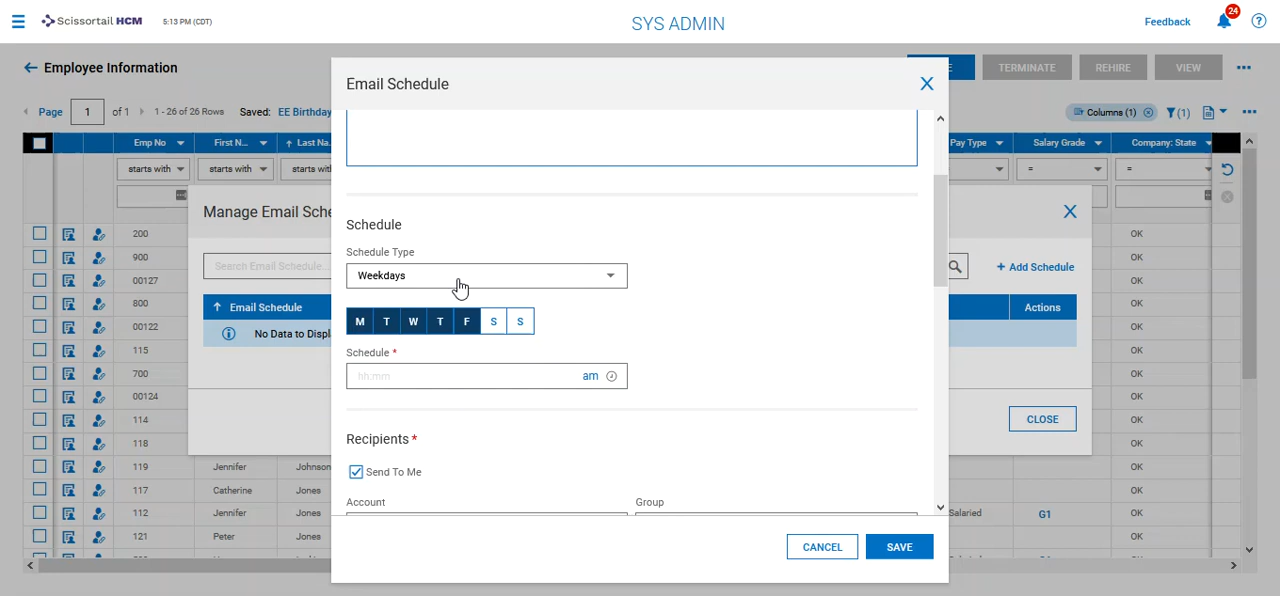 Scissortail HCM
5:13 PM (CDT)
SYS ADMIN
Feedback
24
?
Employee Information
TERMINATE
REHIRE
VIEW
Page
1
of 1
1 - 26 of 26 Rows
Saved:
EE Birthday
Columns (1)
(1)
Emp No
First N...
Last Na...
Pay Type
Salary Grade
Company: State
starts with
starts with
starts with
=
=
Manage Email Sche
Search Email Schedule...
+ Add Schedule
Email Schedule
Actions
No Data to Displ
CLOSE
Email Schedule
Schedule
Schedule Type
Weekdays
M T W T F S S
Schedule *
hh:mm
am
Recipients *
Send To Me
Account
Group
CANCEL
SAVE
200
OK
900
OK
00127
OK
800
OK
00122
OK
115
OK
700
OK
00124
OK
114
OK
118
OK
119
Jennifer
Johnson
OK
117
Catherine
Jones
OK
112
Jennifer
Jones
Salaried
G1
OK
121
Peter
Jones
OK